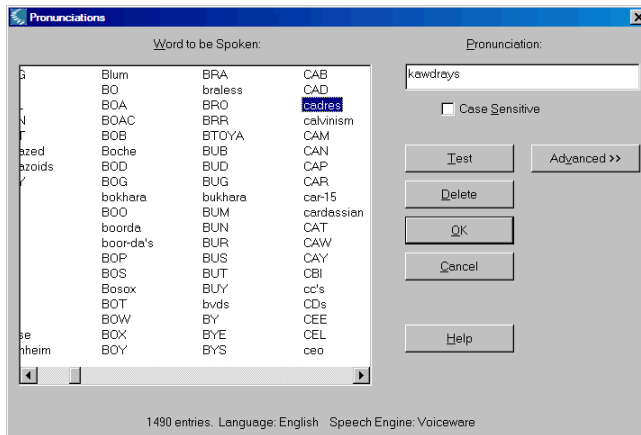 Pronunciations
Word to be Spoken:
Pronunciation:
G Blum BRA CAB
BO braless CAD
L BOA BRO cadres
N BOAC BRR calvinism
T BOB BTOYA CAM
azed Boche BUB CAN
azoids BOD BUD CAP
Y BOG BUG CAR
bokhara bukhara car-15
BOO BUM cardassian
boorda BUN CAT
boor-da's BUR CAW
BOP BUS CAY
BOS BUT CBI
Bosox BUY cc's
BOT bvds CDs
BOW BY CEE
se BOX BYE CEL
nheim BOY BYS ceo
kawdrays
Case Sensitive
Test Advanced >>
Delete
OK
Cancel
Help
1490 entries. Language: English Speech Engine: Voiceware